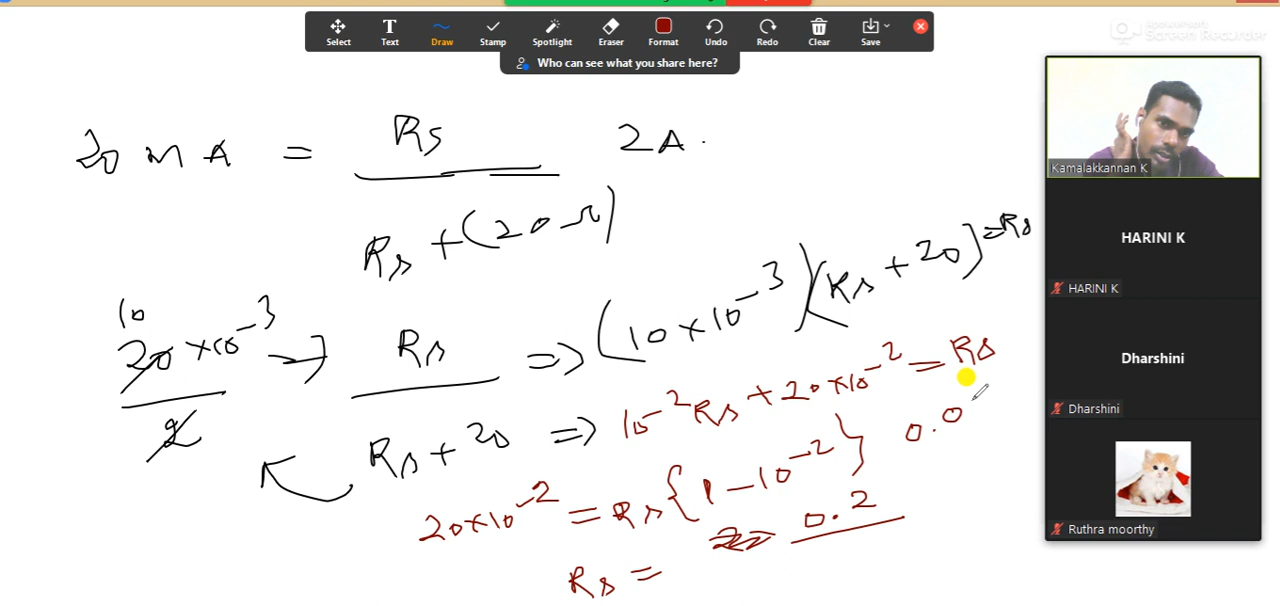 Select Text Draw Stamp Spotlight Eraser Format Undo Redo Clear Save
Who can see what you share here?
Screen Recorder
20 m A = Rs / Rs + (20 Ω) 2A.
20 10 × 10⁻³ / 2 → Rs / Rs + 20 ⇒ (10 × 10⁻³)(Rs + 20) = Rs
⇒ 10⁻² Rs + 20 × 10⁻² = Rs
20 × 10⁻² = Rs {1 – 10⁻²}
0.0
0.2
Rs =
Kamalakkannan K
HARINI K
HARINI K
Dharshini
Dharshini
Ruthra moorthy